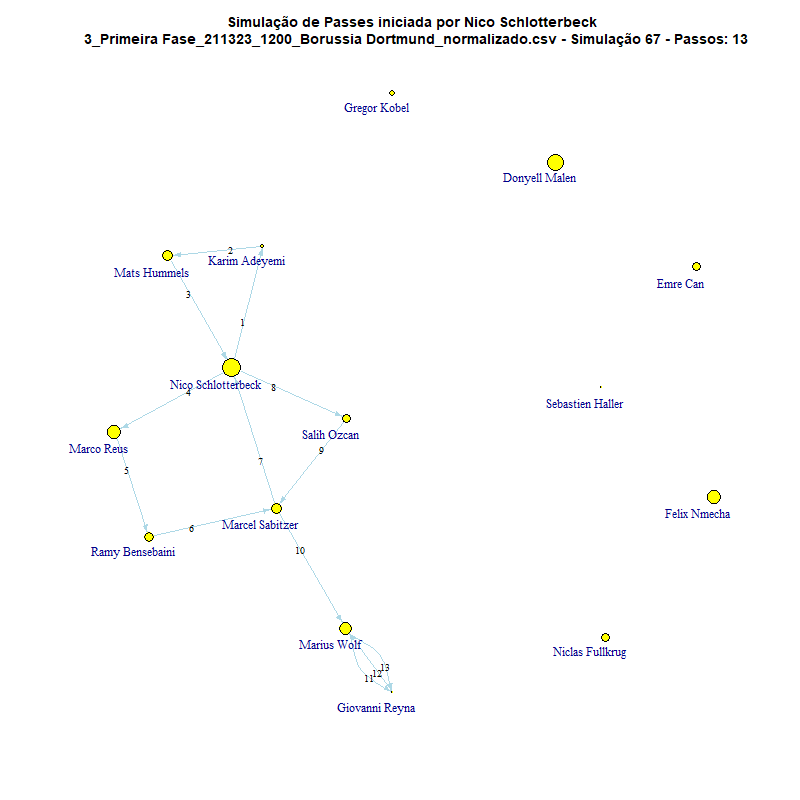 Simulação de Passes iniciada por Nico Schlotterbeck
3_Primeira Fase_211323_1200_Borussia Dortmund_normalizado.csv - Simulação 67 - Passos: 13
Gregor Kobel
Donyell Malen
2
Karim Adeyemi
Mats Hummels
Emre Can
3
1
Nico Schlotterbeck
8
4
Sebastien Haller
Salih Ozcan
Marco Reus
9
7
5
Felix Nmecha
Marcel Sabitzer
6
Ramy Bensebaini
10
Marius Wolf
Niclas Fullkrug
13
12
11
Giovanni Reyna